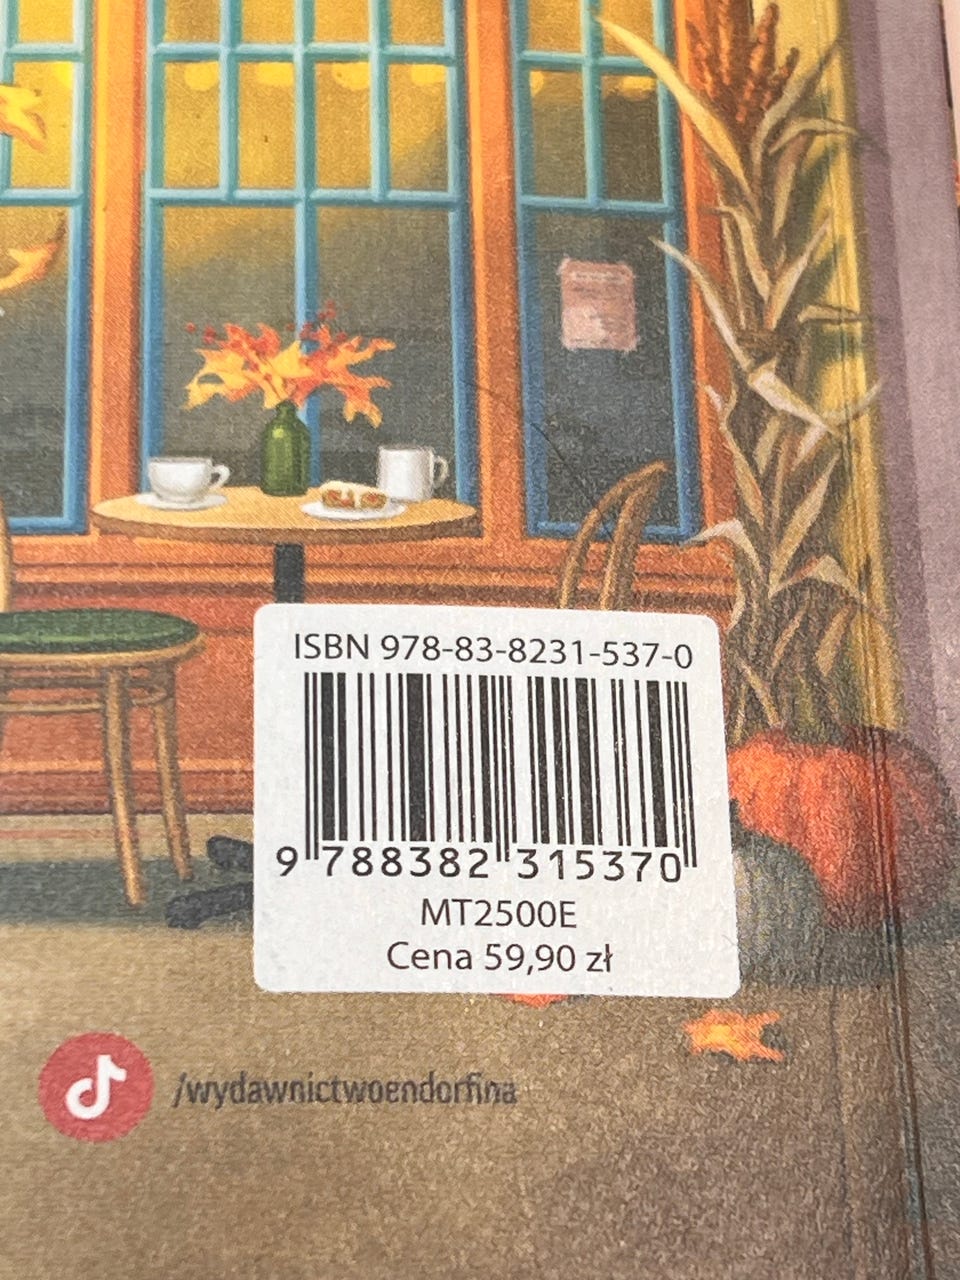 ISBN 978-83-8231-537-0
9 788382 315370
MT2500E
Cena 59,90 zł
/wydawnictwoendorfina